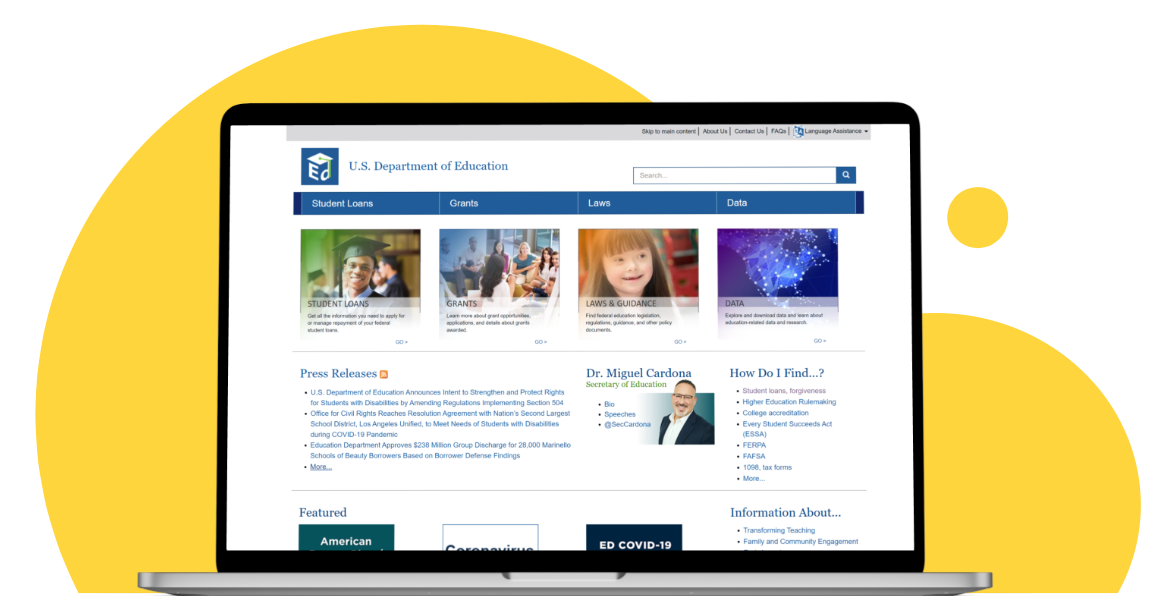 Skip to main content | About Us | Contact Us | FAQs | Language Assistance
Ed
U.S. Department of Education
Search...
Student Loans
Grants
Laws
Data
STUDENT LOANS
Get all the information you need to apply for
or manage repayment of your federal
student loans.
GO >
GRANTS
Learn more about grant opportunities,
applications, and details about grants
awarded.
GO >
LAWS & GUIDANCE
Find federal education legislation,
regulations, guidance, and other policy
documents.
GO >
DATA
Explore and download data and learn about
education-related data and research.
GO >
Press Releases
• U.S. Department of Education Announces Intent to Strengthen and Protect Rights
for Students with Disabilities by Amending Regulations Implementing Section 504
• Office for Civil Rights Reaches Resolution Agreement with Nation's Second Largest
School District, Los Angeles Unified, to Meet Needs of Students with Disabilities
during COVID-19 Pandemic
• Education Department Approves $238 Million Group Discharge for 28,000 Marinello
Schools of Beauty Borrowers Based on Borrower Defense Findings
• More...
Dr. Miguel Cardona
Secretary of Education
• Bio
• Speeches
• @SecCardona
How Do I Find...?
• Student loans, forgiveness
• Higher Education Rulemaking
• College accreditation
• Every Student Succeeds Act
(ESSA)
• FERPA
• FAFSA
• 1098, tax forms
• More...
Featured
American
Coronavirus
ED COVID-19
Information About...
• Transforming Teaching
• Family and Community Engagement